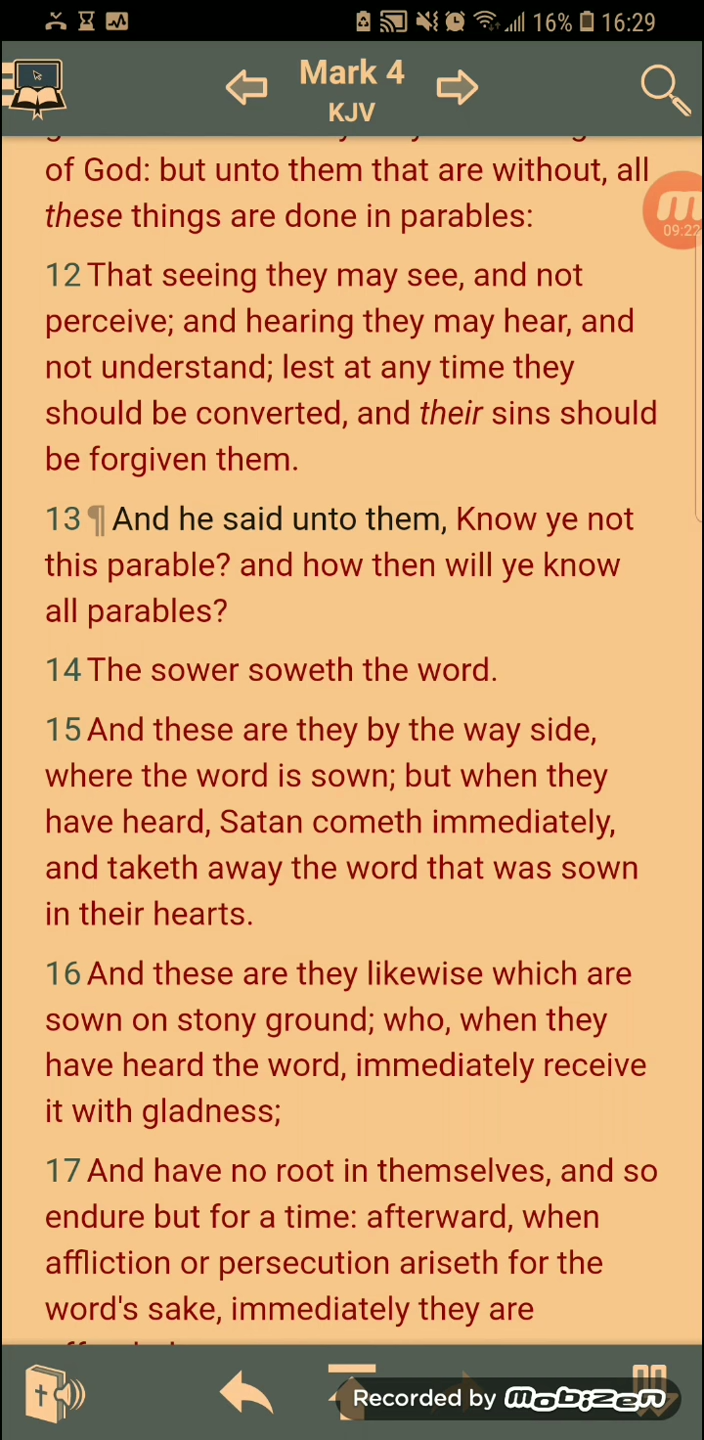 16% 16:29
Mark 4
KJV
of God: but unto them that are without, all
09:22
these things are done in parables:
12 That seeing they may see, and not
perceive; and hearing they may hear, and
not understand; lest at any time they
should be converted, and their sins should
be forgiven them.
13 ¶ And he said unto them, Know ye not
this parable? and how then will ye know
all parables?
14 The sower soweth the word.
15 And these are they by the way side,
where the word is sown; but when they
have heard, Satan cometh immediately,
and taketh away the word that was sown
in their hearts.
16 And these are they likewise which are
sown on stony ground; who, when they
have heard the word, immediately receive
it with gladness;
17 And have no root in themselves, and so
endure but for a time: afterward, when
affliction or persecution ariseth for the
word's sake, immediately they are
Recorded by mobizen